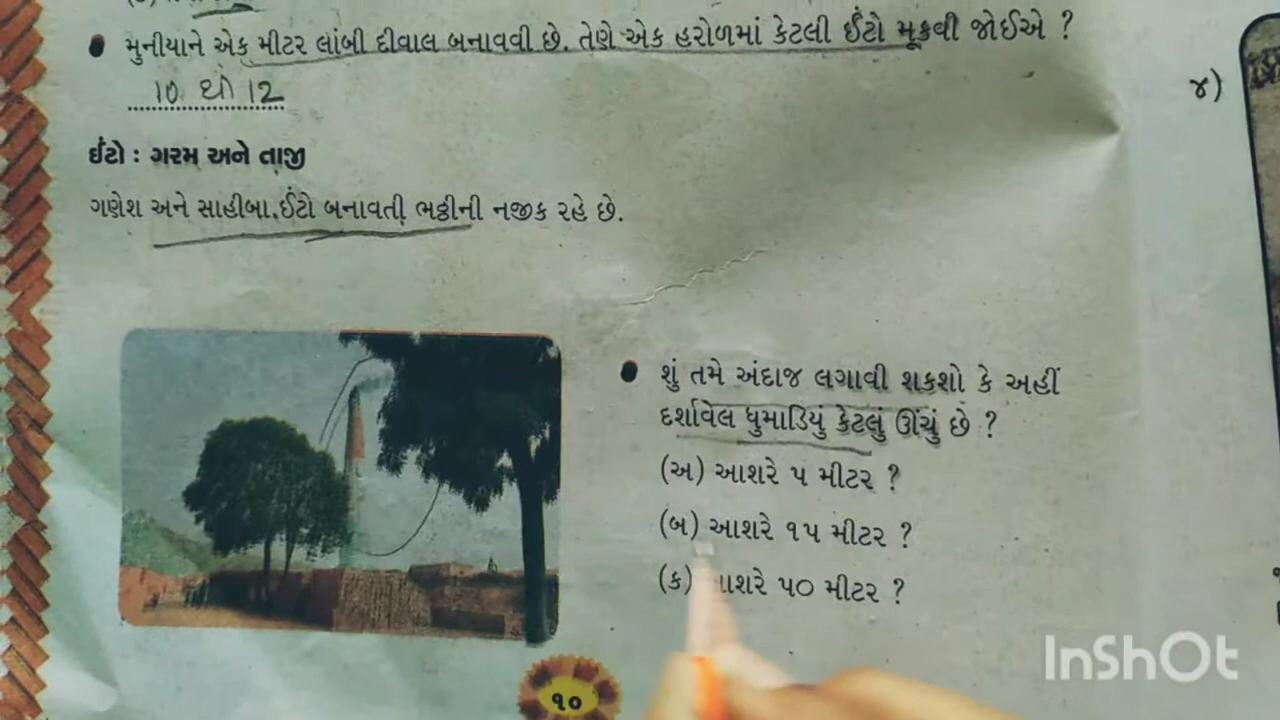 મુનીયાને એક મીટર લાંબી દીવાલ બનાવવી છે. તેણે એક હરોળમાં કેટલી ઈંટો મૂકવી જોઈએ ?
10 થી 12
૪)
ઈંટો : ગરમ અને તાજી
ગણેશ અને સાહીબા, ઈંટો બનાવતી ભઠ્ઠીની નજીક રહે છે.
શું તમે અંદાજ લગાવી શકશો કે અહીં
દર્શાવેલ ધુમાડિયું કેટલું ઊંચું છે ?
(અ) આશરે ૫ મીટર ?
(બ) આશરે ૧૫ મીટર ?
(ક) આશરે ૫૦ મીટર ?
૧૦
InShOt